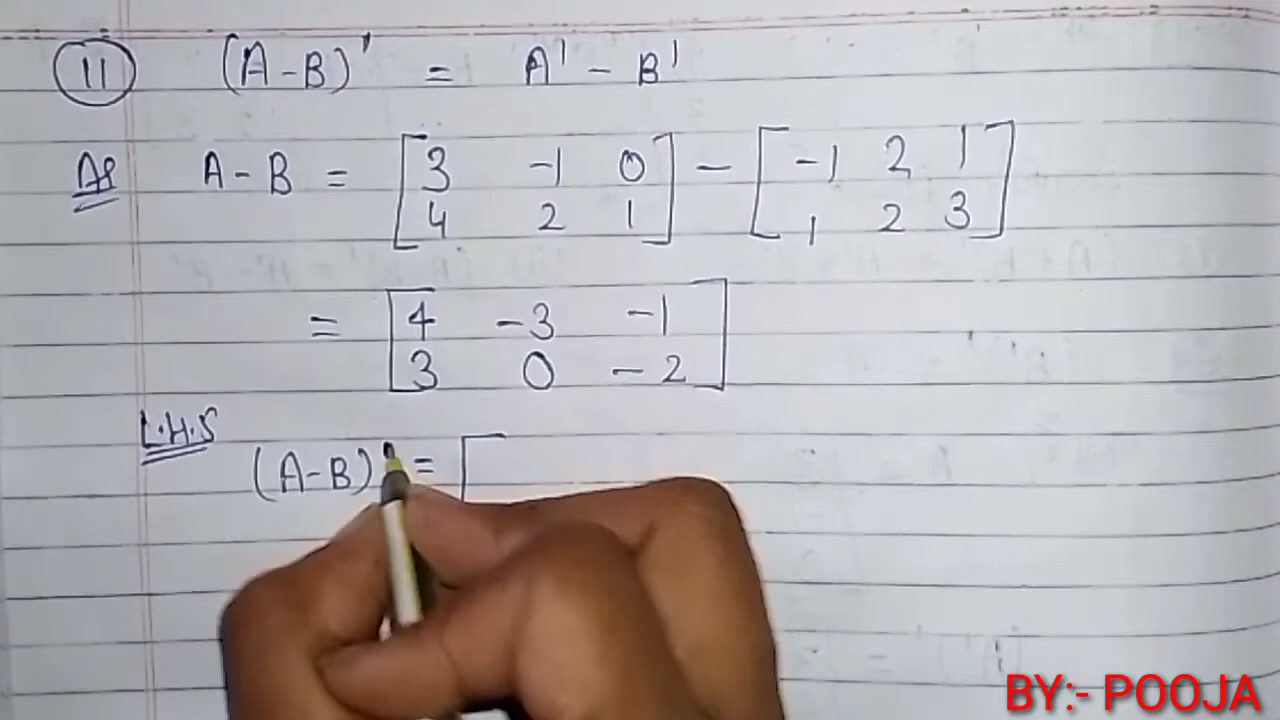 11 (A-B)' = A' - B'
As A-B = [3 -1 0] - [-1 2 1]
[4 2 1] [1 2 3]
= [4 -3 -1]
[3 0 -2]
L.H.S
(A-B) = [
BY:- POOJA